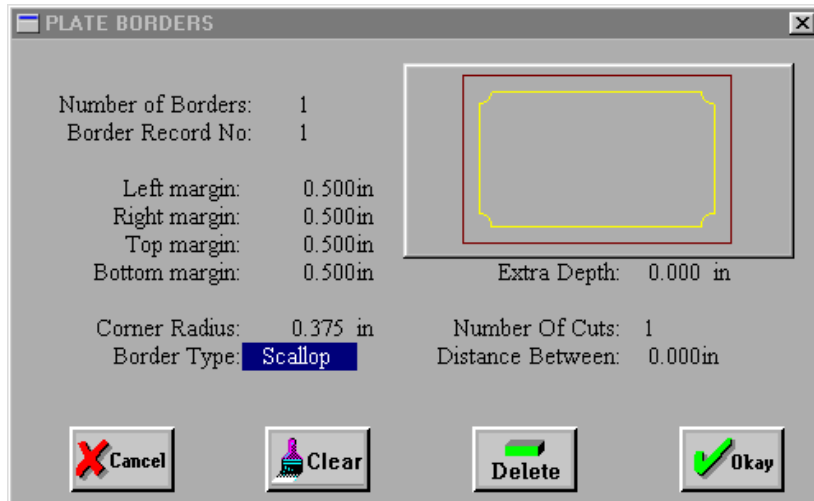 PLATE BORDERS
Number of Borders: 1
Border Record No: 1
Left margin: 0.500in
Right margin: 0.500in
Top margin: 0.500in
Bottom margin: 0.500in
Extra Depth: 0.000 in
Corner Radius: 0.375 in
Number Of Cuts: 1
Border Type: Scallop
Distance Between: 0.000in
Cancel
Clear
Delete
Okay